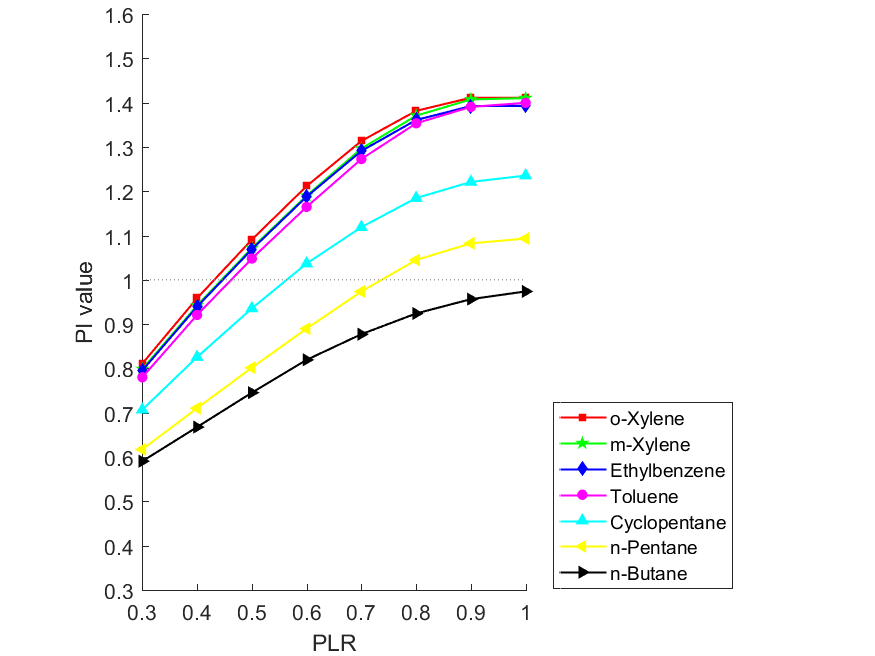 1.6
1.5
1.4
1.3
1.2
1.1
1
0.9
0.8
0.7
0.6
0.5
0.4
0.3
PI value
0.3 0.4 0.5 0.6 0.7 0.8 0.9 1
PLR
o-Xylene
m-Xylene
Ethylbenzene
Toluene
Cyclopentane
n-Pentane
n-Butane